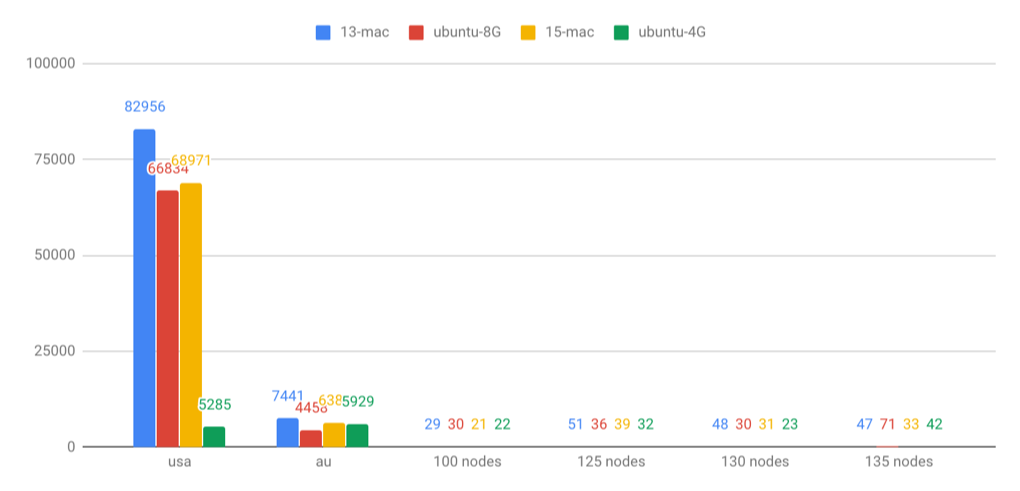 13-mac ubuntu-8G 15-mac ubuntu-4G
100000
82956
75000
66834 68971
50000
25000
5285
7441 4458 5929
29 30 21 22 51 36 39 32 48 30 31 23 47 71 33 42
0
usa au 100 nodes 125 nodes 130 nodes 135 nodes